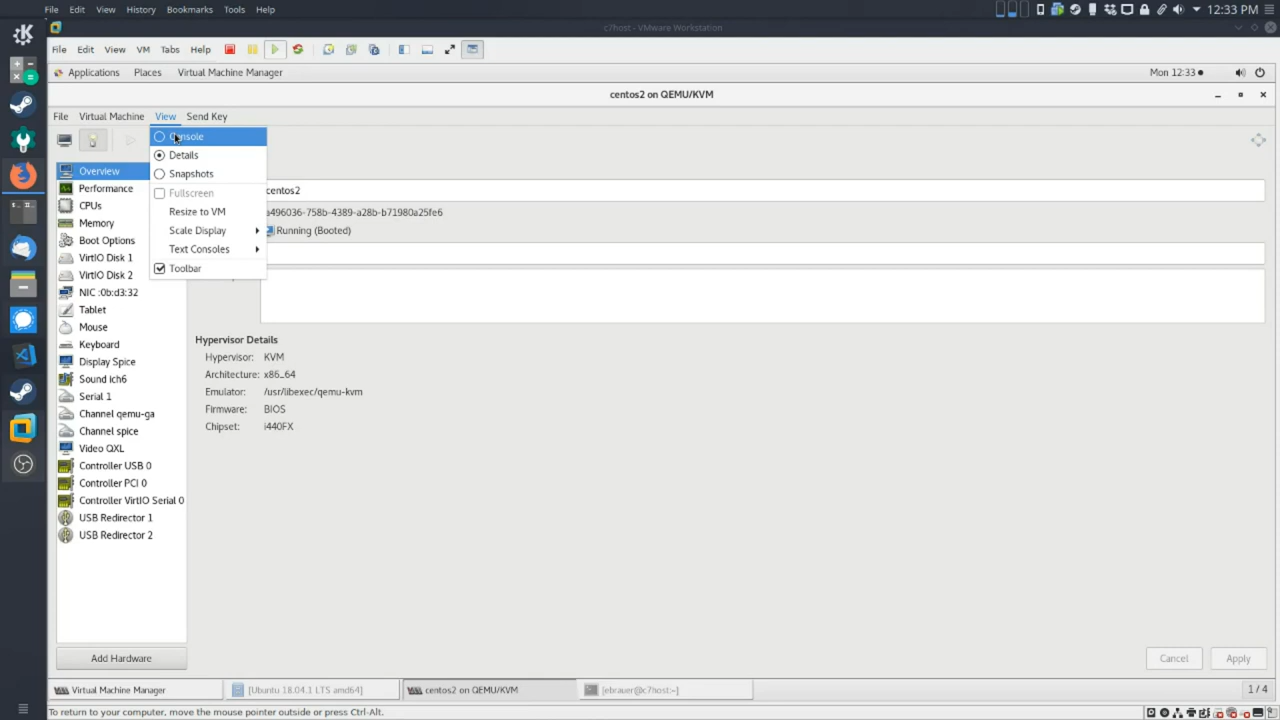 File Edit View History Bookmarks Tools Help 12:33 PM
c7host - VMware Workstation
File Edit View VM Tabs Help
Applications Places Virtual Machine Manager Mon 12:33
centos2 on QEMU/KVM
File Virtual Machine View Send Key
Console
Details
Snapshots
Fullscreen
Resize to VM
Scale Display
Text Consoles
Toolbar
Overview
Performance
CPUs
Memory
Boot Options
VirtIO Disk 1
VirtIO Disk 2
NIC :0b:d3:32
Tablet
Mouse
Keyboard
Display Spice
Sound ich6
Serial 1
Channel qemu-ga
Channel spice
Video QXL
Controller USB 0
Controller PCI 0
Controller VirtIO Serial 0
USB Redirector 1
USB Redirector 2
Add Hardware
centos2
a496036-758b-4389-a28b-b71980a25fe6
Running (Booted)
Hypervisor Details
Hypervisor: KVM
Architecture: x86_64
Emulator: /usr/libexec/qemu-kvm
Firmware: BIOS
Chipset: i440FX
Cancel Apply
Virtual Machine Manager [Ubuntu 18.04.1 LTS amd64] centos2 on QEMU/KVM [ebrauer@c7host:~] 1 / 4
To return to your computer, move the mouse pointer outside or press Ctrl-Alt.